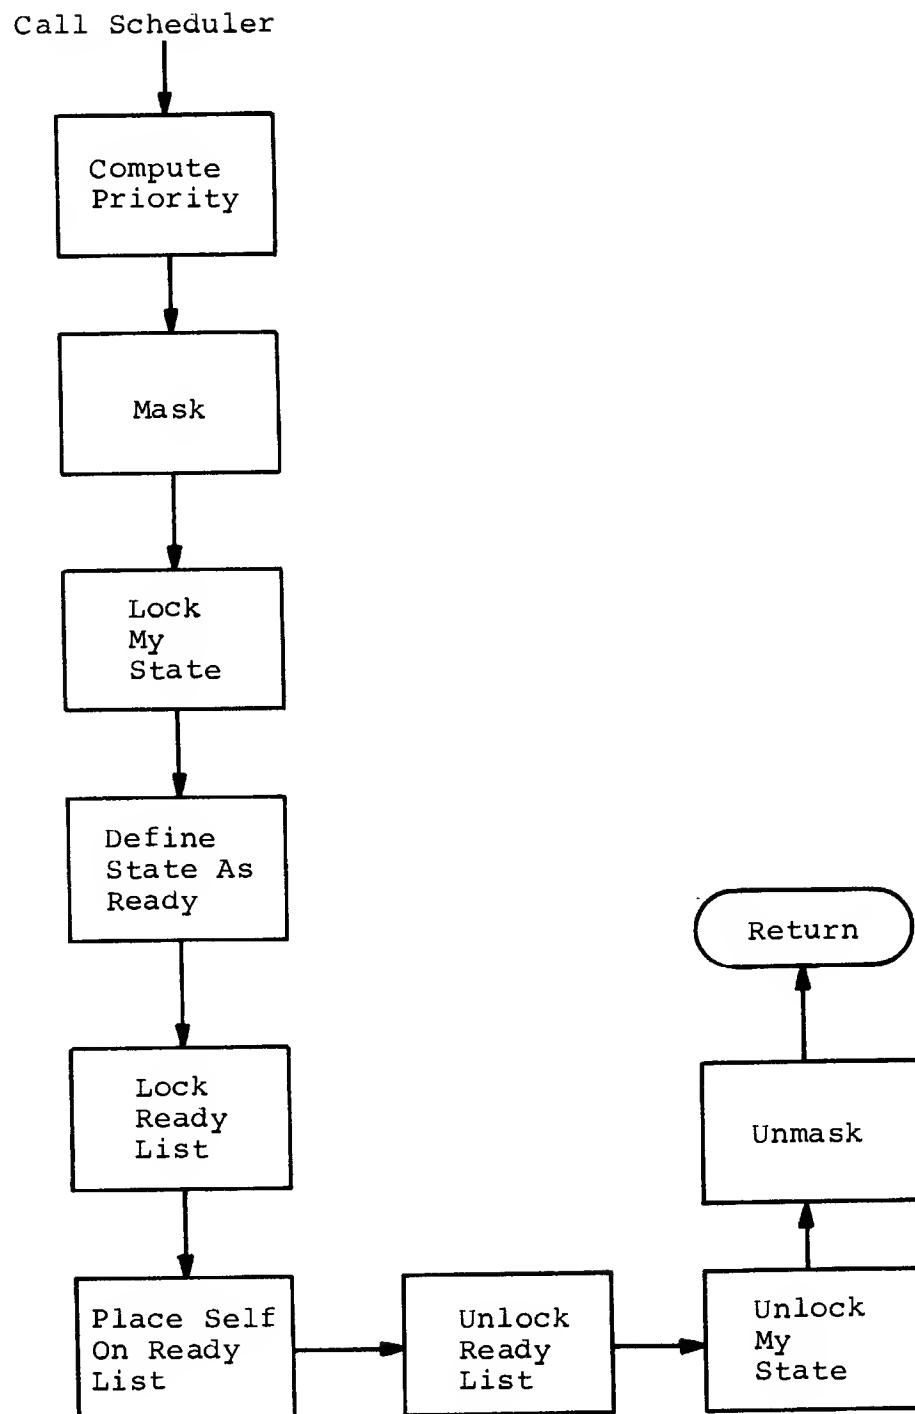 Call Scheduler
Compute
Priority
Mask
Lock
My
State
Define
State As
Ready
Lock
Ready
List
Place Self
On Ready
List
Unlock
Ready
List
Unlock
My
State
Unmask
Return